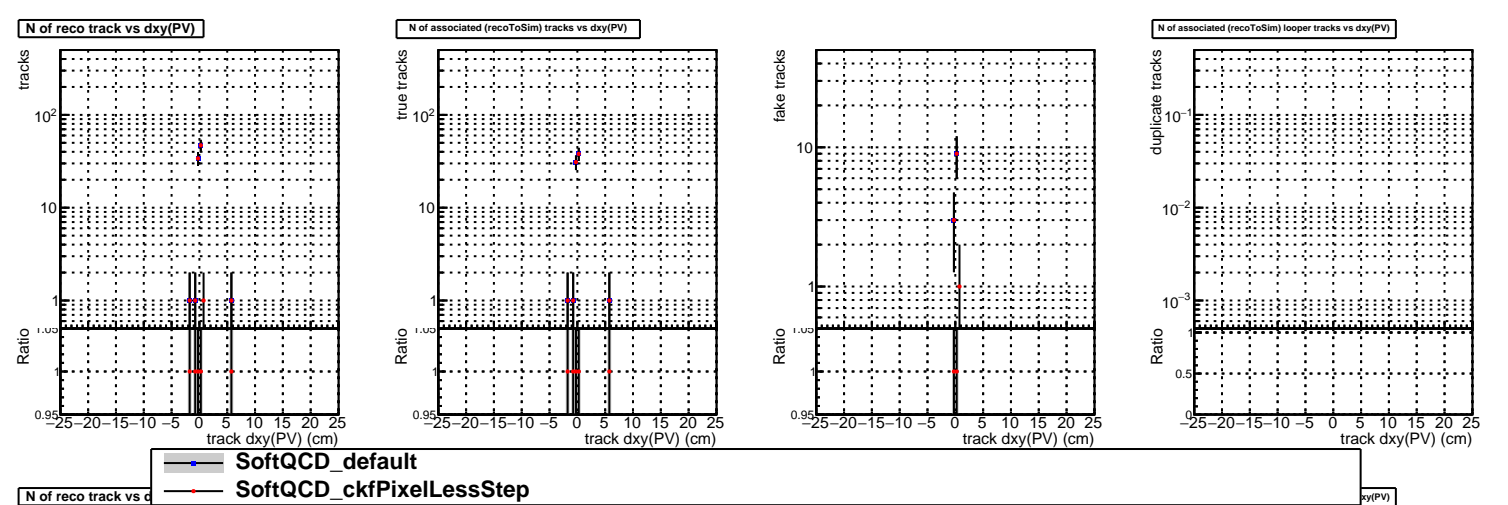 N of reco track vs dxy(PV)
N of associated (recoToSim) tracks vs dxy(PV)
N of associated (recoToSim) looper tracks vs dxy(PV)
tracks
10²
10
1
Ratio
1.05
1
0.95
−25 −20 −15 −10 −5 0 5 10 15 20 25
track dxy(PV) (cm)
true tracks
10²
10
1
Ratio
1.05
1
0.95
−25 −20 −15 −10 −5 0 5 10 15 20 25
track dxy(PV) (cm)
fake tracks
10
1
Ratio
1.05
1
0.95
−25 −20 −15 −10 −5 0 5 10 15 20 25
track dxy(PV) (cm)
duplicate tracks
10⁻¹
10⁻²
10⁻³
Ratio
1
0.5
0
−25 −20 −15 −10 −5 0 5 10 15 20 25
track dxy(PV) (cm)
SoftQCD_default
SoftQCD_ckfPixelLessStep
N of reco track vs d
xy(PV)